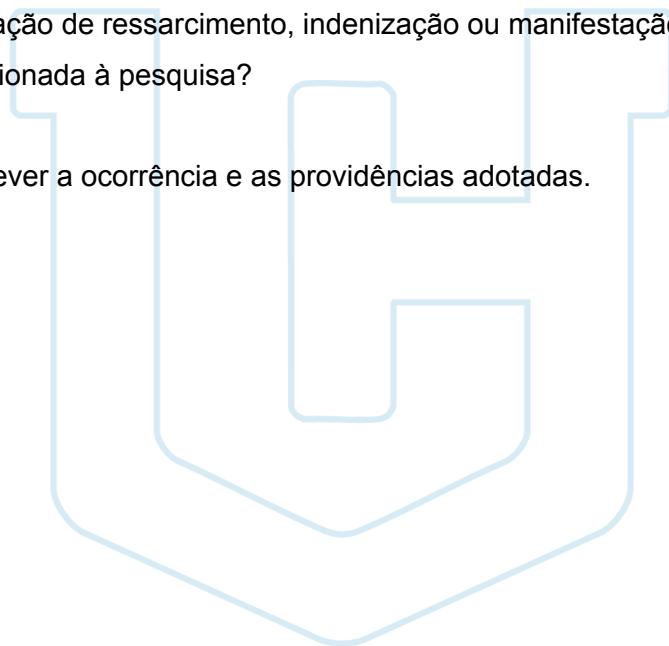 ação de ressarcimento, indenização ou manifestaçã
ionada à pesquisa?
ever a ocorrência e as providências adotadas.